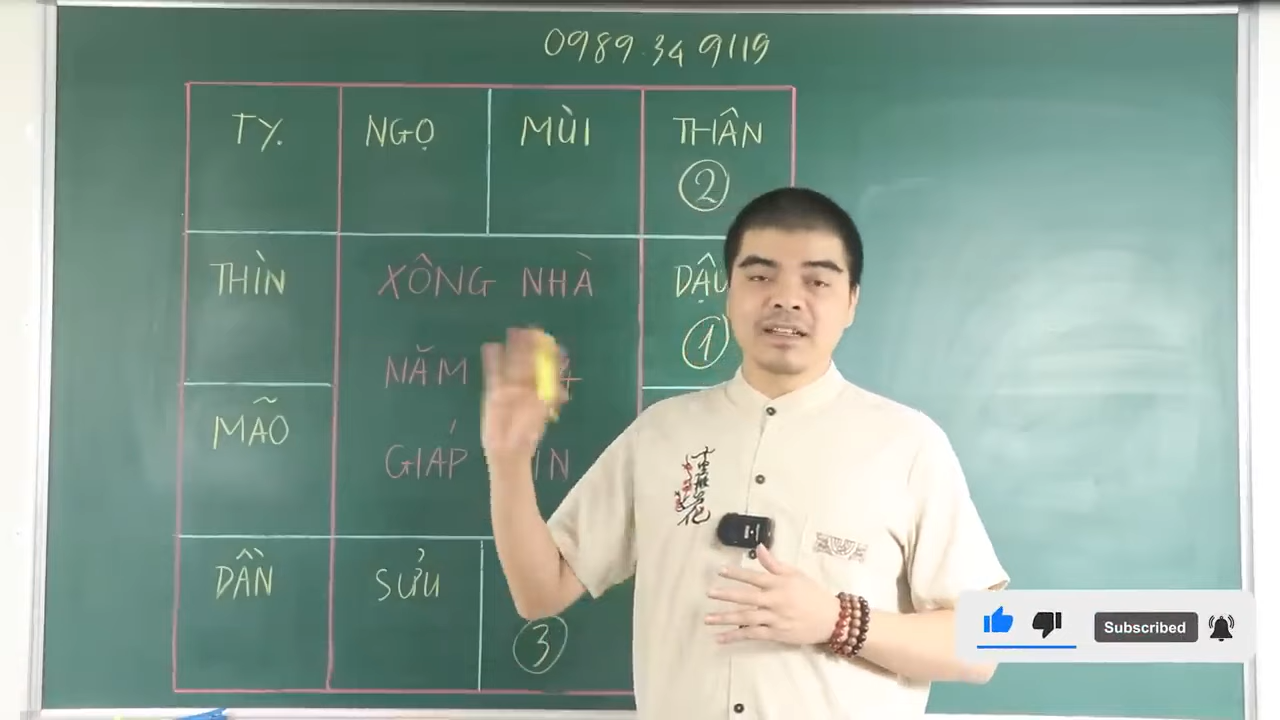 0989.34 9119
TỴ.
NGỌ
MÙI
THÂN
2
THÌN
XÔNG NHÀ
1
NĂM
MÃO
GIÁP
DẦN
SỬU
3
Subscribed